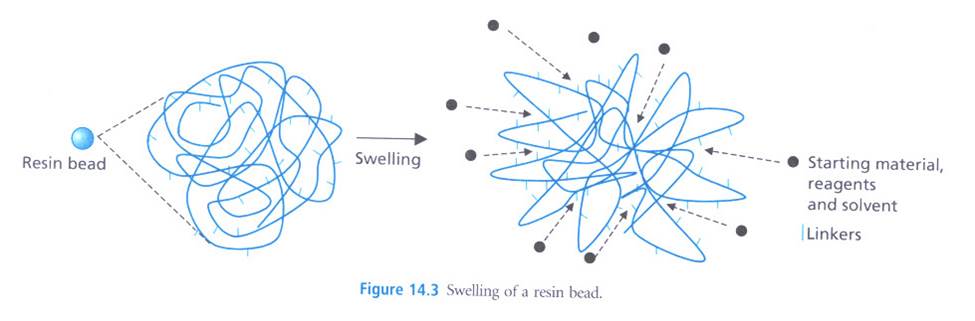 Resin bead
Swelling
Starting material,
reagents
and solvent
Linkers
Figure 14.3 Swelling of a resin bead.